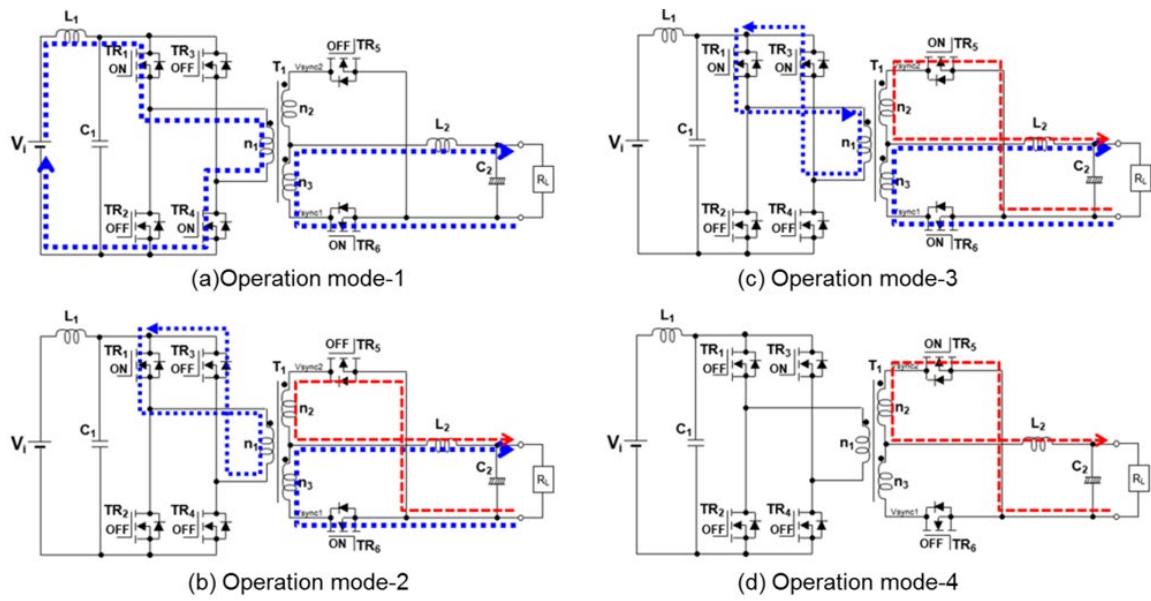 L1
TR1
ON
TR3
OFF
OFF TR5
Vsync2
T1
n2
L2
Vi
C1
n1
C2
RL
n3
TR2
OFF
TR4
ON
Vsync1
ON TR6
(a)Operation mode-1
L1
TR1
ON
TR3
ON
ON TR5
Vsync2
T1
n2
L2
Vi
C1
n1
C2
RL
n3
TR2
OFF
TR4
OFF
Vsync1
ON TR6
(c) Operation mode-3
L1
TR1
ON
TR3
OFF
OFF TR5
Vsync2
T1
n2
L2
Vi
C1
n1
C2
RL
n3
TR2
OFF
TR4
OFF
Vsync1
ON TR6
(b) Operation mode-2
L1
TR1
OFF
TR3
ON
ON TR5
Vsync2
T1
n2
L2
Vi
C1
n1
C2
RL
n3
TR2
OFF
TR4
OFF
Vsync1
OFF TR6
(d) Operation mode-4